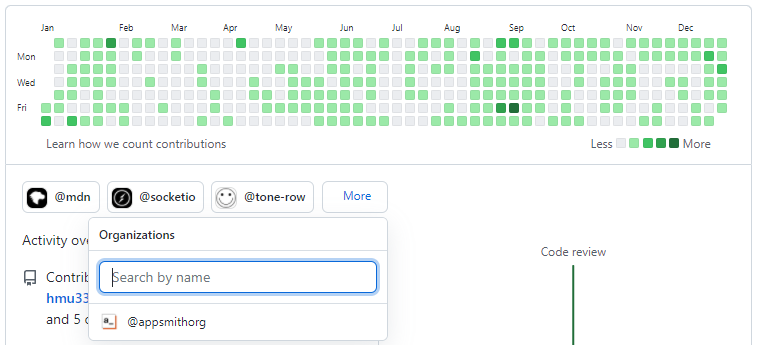 Jan Feb Mar Apr May Jun Jul Aug Sep Oct Nov Dec
Mon
Wed
Fri
Learn how we count contributions
Less More
@mdn @socketio @tone-row More
Organizations
Activity
Search by name
Code review
hmu33
and 5
@appsmithorg